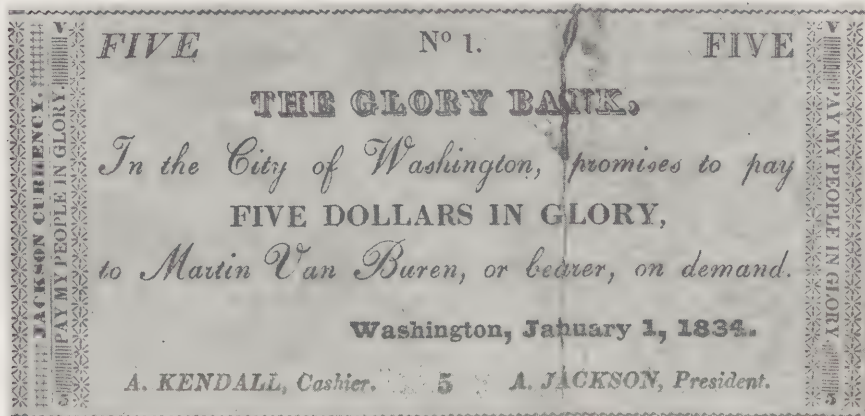 V
JACKSON CURRENCY.
PAY MY PEOPLE IN GLORY.
5
FIVE
Nº 1.
FIVE
THE GLORY BANK,
In the City of Washington, promises to pay
FIVE DOLLARS IN GLORY,
to Martin Van Buren, or bearer, on demand.
Washington, January 1, 1834.
A. KENDALL, Cashier.
5
A. JACKSON, President.
V
PAY MY PEOPLE IN GLORY
5